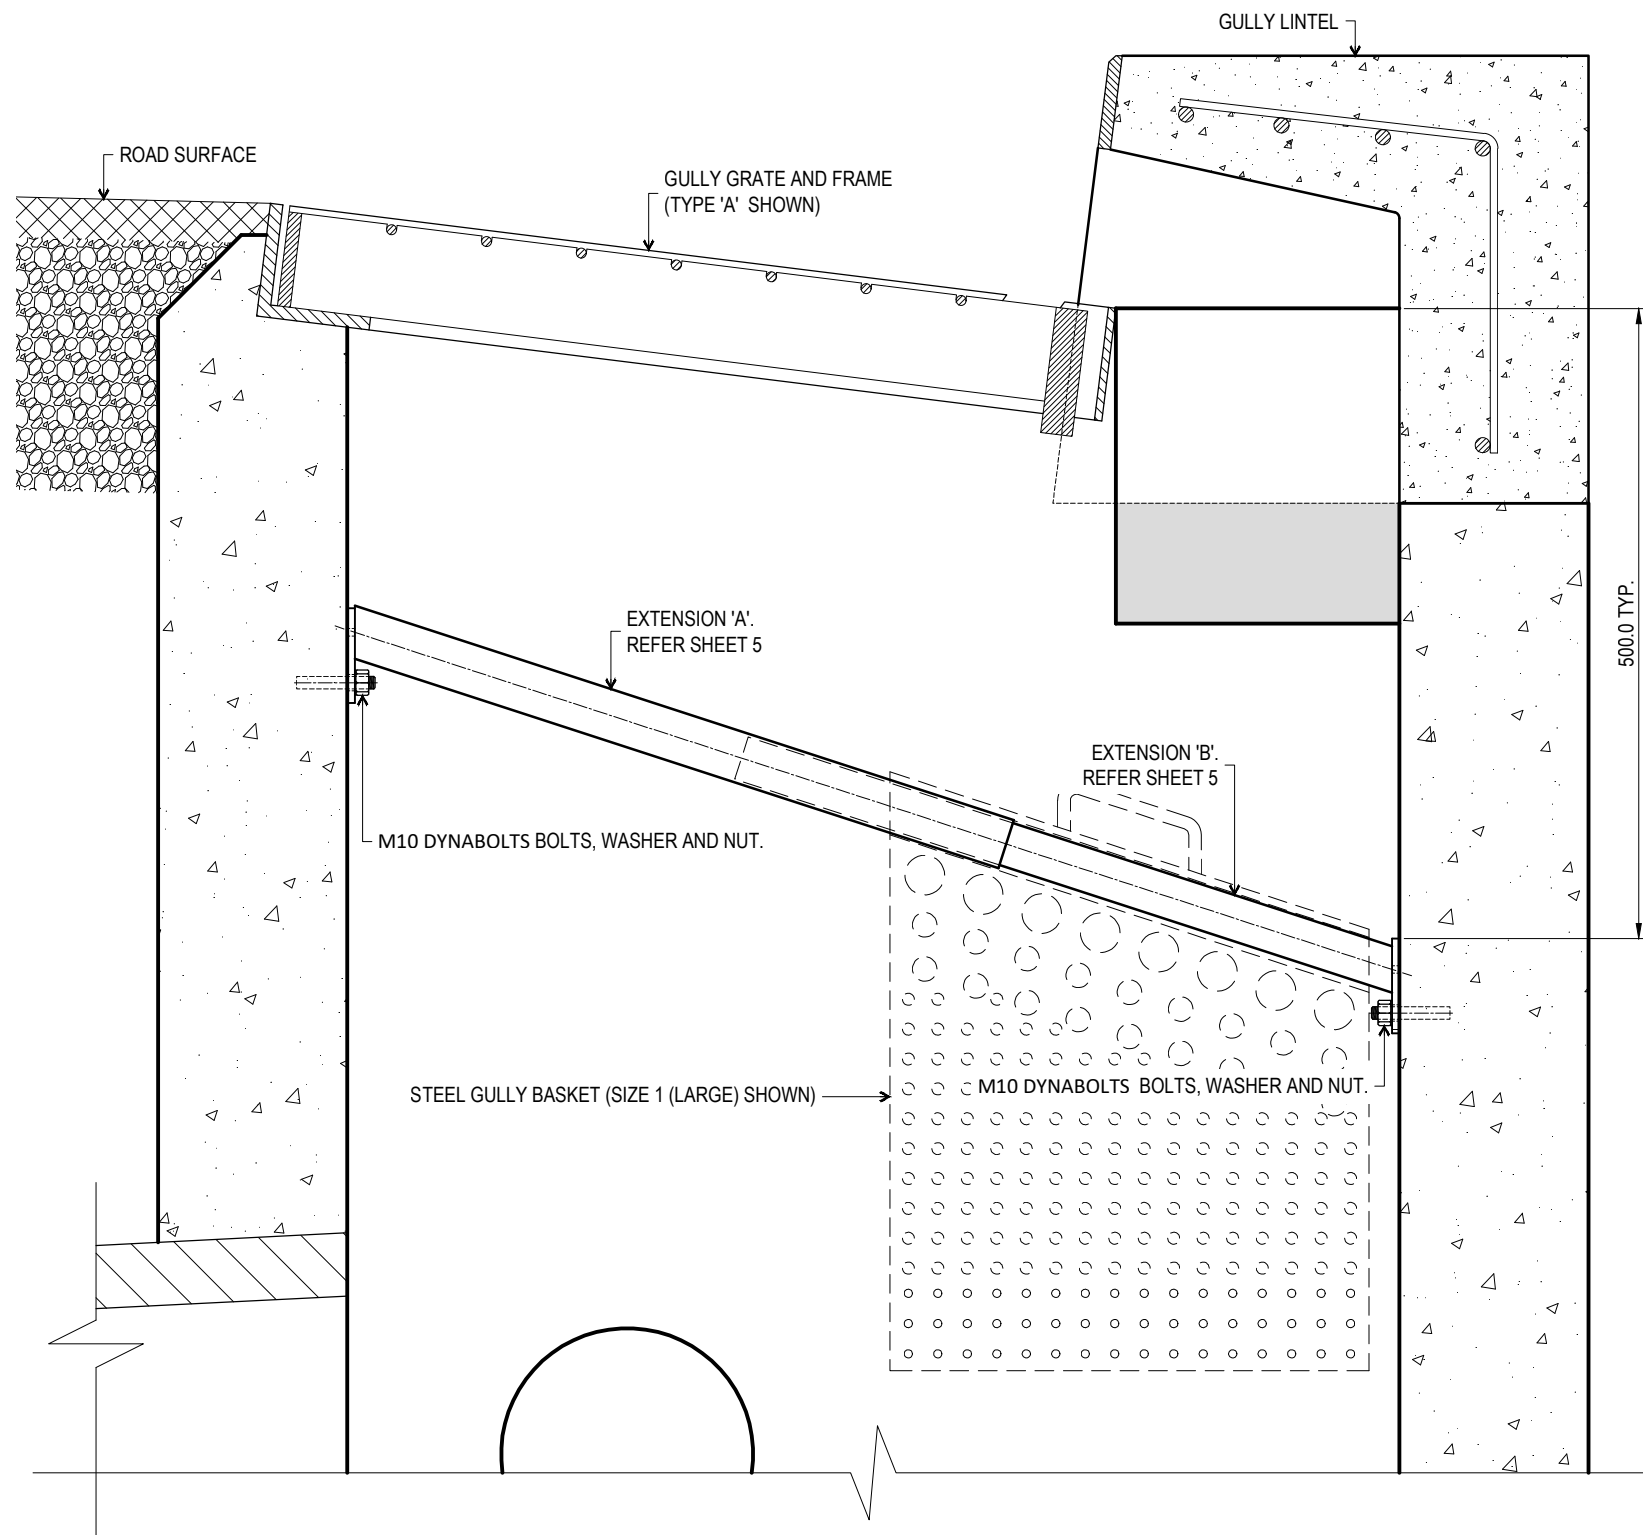 GULLY LINTEL
ROAD SURFACE
GULLY GRATE AND FRAME
(TYPE 'A' SHOWN)
500.0 TYP.
EXTENSION 'A'.
REFER SHEET 5
EXTENSION 'B'.
REFER SHEET 5
M10 DYNABOLTS BOLTS, WASHER AND NUT.
STEEL GULLY BASKET (SIZE 1 (LARGE) SHOWN)
M10 DYNABOLTS BOLTS, WASHER AND NUT.